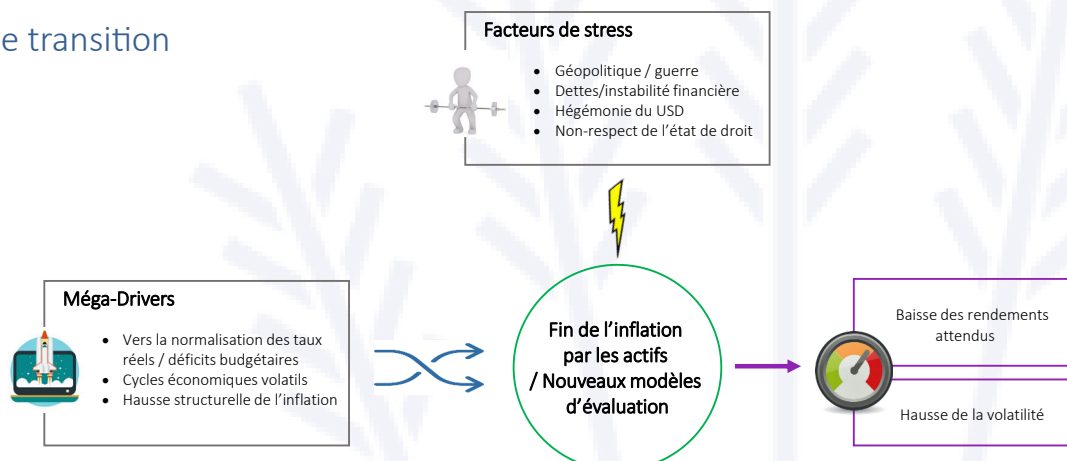 e transition
Facteurs de stress
• Géopolitique / guerre
• Dettes/instabilité financière
• Hégémonie du USD
• Non-respect de l'état de droit
Méga-Drivers
• Vers la normalisation des taux
réels / déficits budgétaires
• Cycles économiques volatils
• Hausse structurelle de l'inflation
Fin de l'inflation
par les actifs
/ Nouveaux modèles
d'évaluation
Baisse des rendements
attendus
Hausse de la volatilité